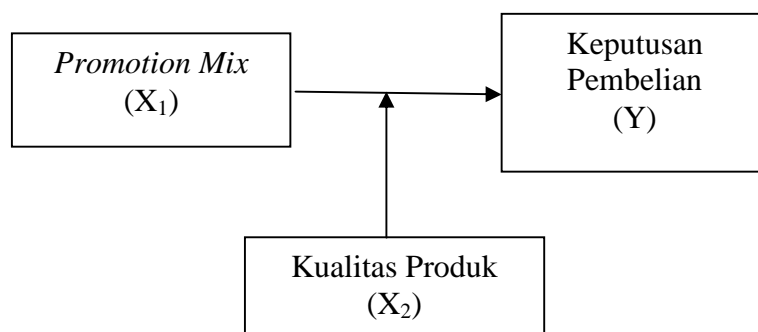 Promotion Mix
(X₁)
Keputusan
Pembelian
(Y)
Kualitas Produk
(X₂)